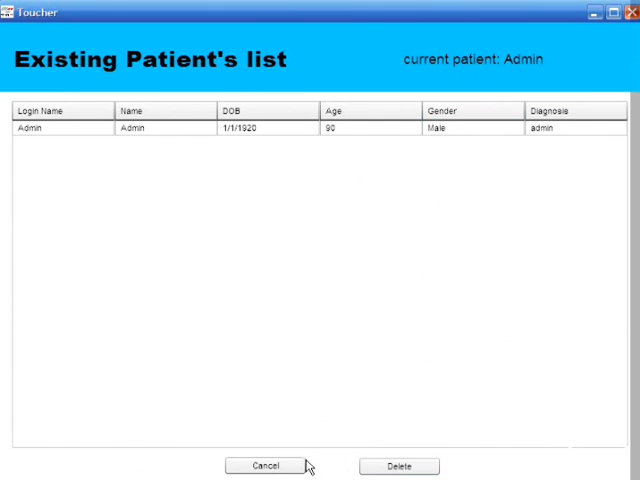 Toucher
Existing Patient's list
current patient: Admin
Login Name Name DOB Age Gender Diagnosis
Admin Admin 1/1/1920 90 Male admin
Cancel Delete